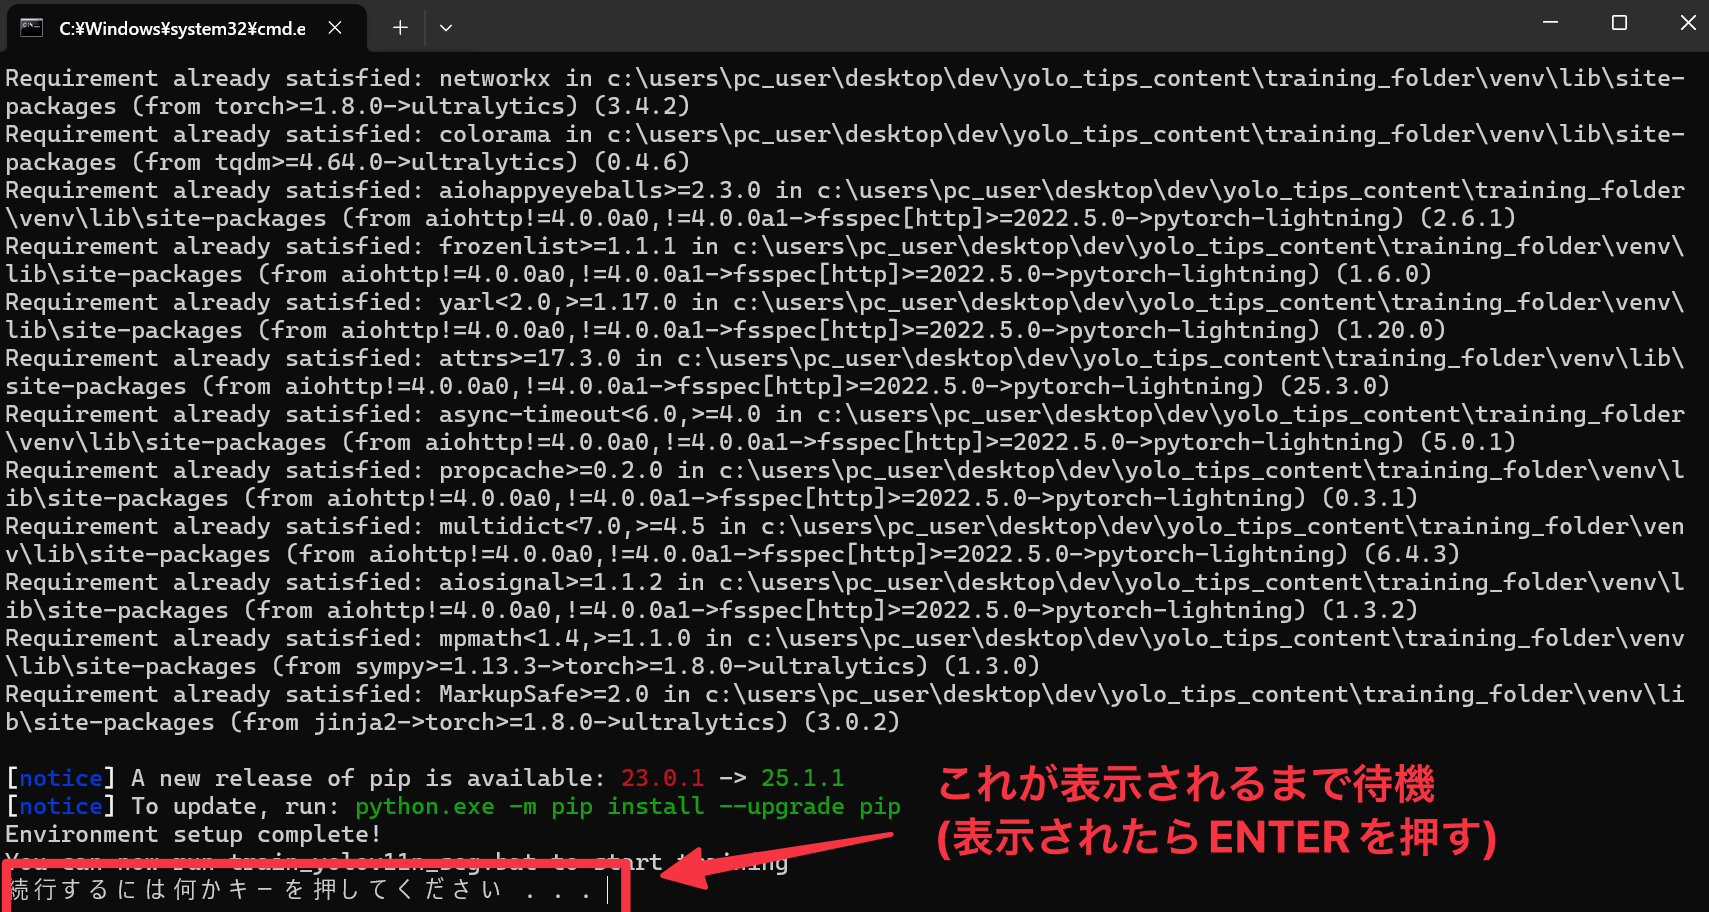 C:¥Windows¥system32¥cmd.e
Requirement already satisfied: networkx in c:\users\pc_user\desktop\dev\yolo_tips_content\training_folder\venv\lib\site-
packages (from torch>=1.8.0->ultralytics) (3.4.2)
Requirement already satisfied: colorama in c:\users\pc_user\desktop\dev\yolo_tips_content\training_folder\venv\lib\site-
packages (from tqdm>=4.64.0->ultralytics) (0.4.6)
Requirement already satisfied: aiohappyeyeballs>=2.3.0 in c:\users\pc_user\desktop\dev\yolo_tips_content\training_folder
\venv\lib\site-packages (from aiohttp!=4.0.0a0,!=4.0.0a1->fsspec[http]>=2022.5.0->pytorch-lightning) (2.6.1)
Requirement already satisfied: frozenlist>=1.1.1 in c:\users\pc_user\desktop\dev\yolo_tips_content\training_folder\venv\
lib\site-packages (from aiohttp!=4.0.0a0,!=4.0.0a1->fsspec[http]>=2022.5.0->pytorch-lightning) (1.6.0)
Requirement already satisfied: yarl<2.0,>=1.17.0 in c:\users\pc_user\desktop\dev\yolo_tips_content\training_folder\venv\
lib\site-packages (from aiohttp!=4.0.0a0,!=4.0.0a1->fsspec[http]>=2022.5.0->pytorch-lightning) (1.20.0)
Requirement already satisfied: attrs>=17.3.0 in c:\users\pc_user\desktop\dev\yolo_tips_content\training_folder\venv\lib\
site-packages (from aiohttp!=4.0.0a0,!=4.0.0a1->fsspec[http]>=2022.5.0->pytorch-lightning) (25.3.0)
Requirement already satisfied: async-timeout<6.0,>=4.0 in c:\users\pc_user\desktop\dev\yolo_tips_content\training_folder
\venv\lib\site-packages (from aiohttp!=4.0.0a0,!=4.0.0a1->fsspec[http]>=2022.5.0->pytorch-lightning) (5.0.1)
Requirement already satisfied: propcache>=0.2.0 in c:\users\pc_user\desktop\dev\yolo_tips_content\training_folder\venv\l
ib\site-packages (from aiohttp!=4.0.0a0,!=4.0.0a1->fsspec[http]>=2022.5.0->pytorch-lightning) (0.3.1)
Requirement already satisfied: multidict<7.0,>=4.5 in c:\users\pc_user\desktop\dev\yolo_tips_content\training_folder\ven
v\lib\site-packages (from aiohttp!=4.0.0a0,!=4.0.0a1->fsspec[http]>=2022.5.0->pytorch-lightning) (6.4.3)
Requirement already satisfied: aiosignal>=1.1.2 in c:\users\pc_user\desktop\dev\yolo_tips_content\training_folder\venv\l
ib\site-packages (from aiohttp!=4.0.0a0,!=4.0.0a1->fsspec[http]>=2022.5.0->pytorch-lightning) (1.3.2)
Requirement already satisfied: mpmath<1.4,>=1.1.0 in c:\users\pc_user\desktop\dev\yolo_tips_content\training_folder\venv
\lib\site-packages (from sympy>=1.13.3->torch>=1.8.0->ultralytics) (1.3.0)
Requirement already satisfied: MarkupSafe>=2.0 in c:\users\pc_user\desktop\dev\yolo_tips_content\training_folder\venv\li
b\site-packages (from jinja2->torch>=1.8.0->ultralytics) (3.0.2)
[notice] A new release of pip is available: 23.0.1 -> 25.1.1
[notice] To update, run: python.exe -m pip install --upgrade pip
Environment setup complete!
You can now run train_yolov11n_seg.bat to start training
続行するには何かキーを押してください . . .
これが表示されるまで待機
(表示されたらENTERを押す)